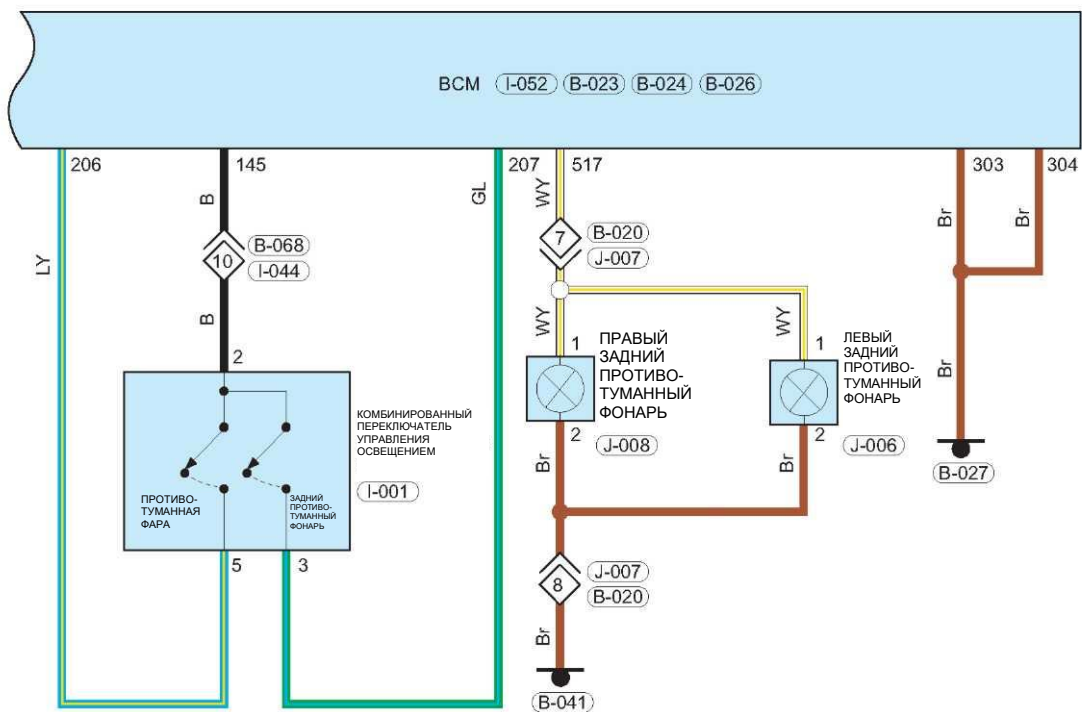 BCM I-052 B-023 B-024 B-026
206
145
207
517
303
304
LY
B
GL
WY
Br
Br
10
B-068
I-044
7
B-020
J-007
B
WY
WY
2
1
ПРАВЫЙ
ЗАДНИЙ
ПРОТИВО-
ТУМАННЫЙ
ФОНАРЬ
1
ЛЕВЫЙ
ЗАДНИЙ
ПРОТИВО-
ТУМАННЫЙ
ФОНАРЬ
Br
КОМБИНИРОВАННЫЙ
ПЕРЕКЛЮЧАТЕЛЬ
УПРАВЛЕНИЯ
ОСВЕЩЕНИЕМ
I-001
2
J-008
2
J-006
Br
Br
B-027
ПРОТИВО-
ТУМАННАЯ
ФАРА
ЗАДНИЙ
ПРОТИВО-
ТУМАННЫЙ
ФОНАРЬ
5
3
8
J-007
B-020
Br
B-041